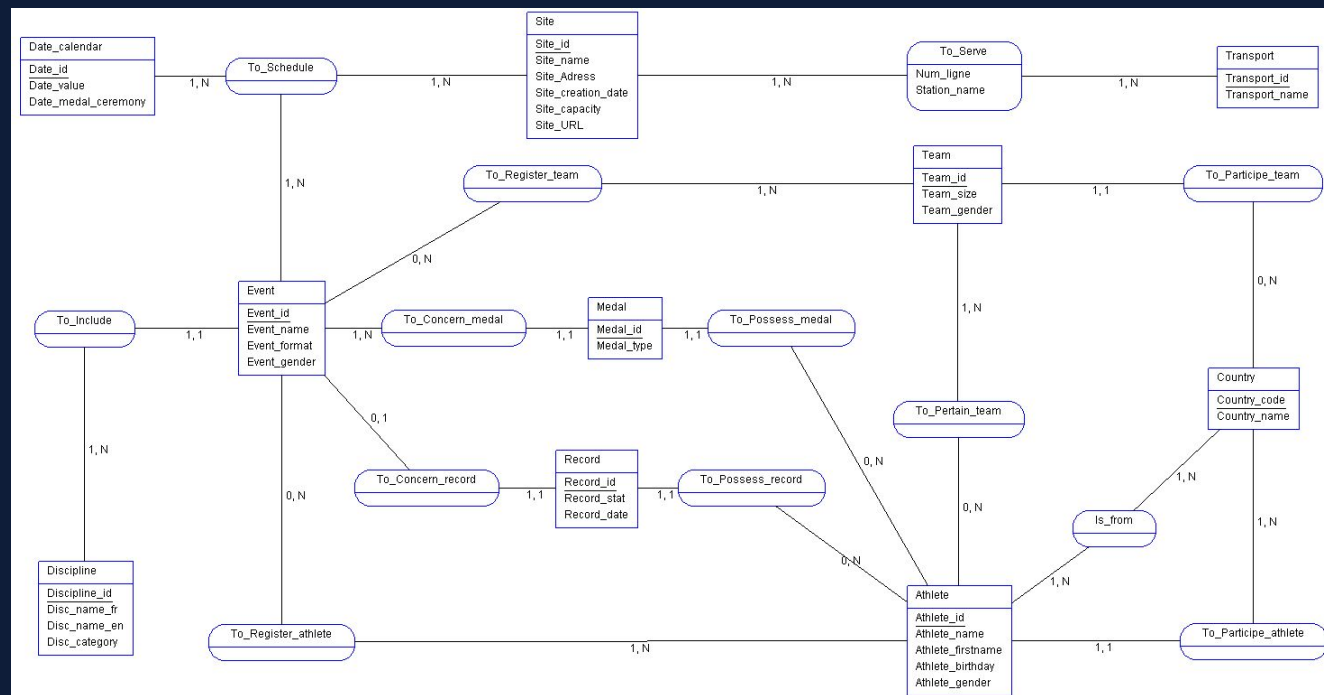 Date_calendar
Date_id
Date_value
Date_medal_ceremony
1, N
To_Schedule
1, N
Site
Site_id
Site_name
Site_Adress
Site_creation_date
Site_capacity
Site_URL
1, N
To_Serve
Num_ligne
Station_name
1, N
Transport
Transport_id
Transport_name
1, N
To_Register_team
1, N
Team
Team_id
Team_size
Team_gender
1, 1
To_Participe_team
0, N
0, N
1, N
To_Include
1, 1
Event
Event_id
Event_name
Event_format
Event_gender
1, N
To_Concern_medal
1, 1
Medal
Medal_id
Medal_type
1, 1
To_Possess_medal
0, N
Country
Country_code
Country_name
To_Pertain_team
0, 1
1, N
0, N
To_Concern_record
1, 1
Record
Record_id
Record_stat
Record_date
1, 1
To_Possess_record
0, N
0, N
1, N
Is_from
1, N
1, N
Discipline
Discipline_id
Disc_name_fr
Disc_name_en
Disc_category
To_Register_athlete
1, N
Athlete
Athlete_id
Athlete_name
Athlete_firstname
Athlete_birthday
Athlete_gender
1, 1
To_Participe_athlete